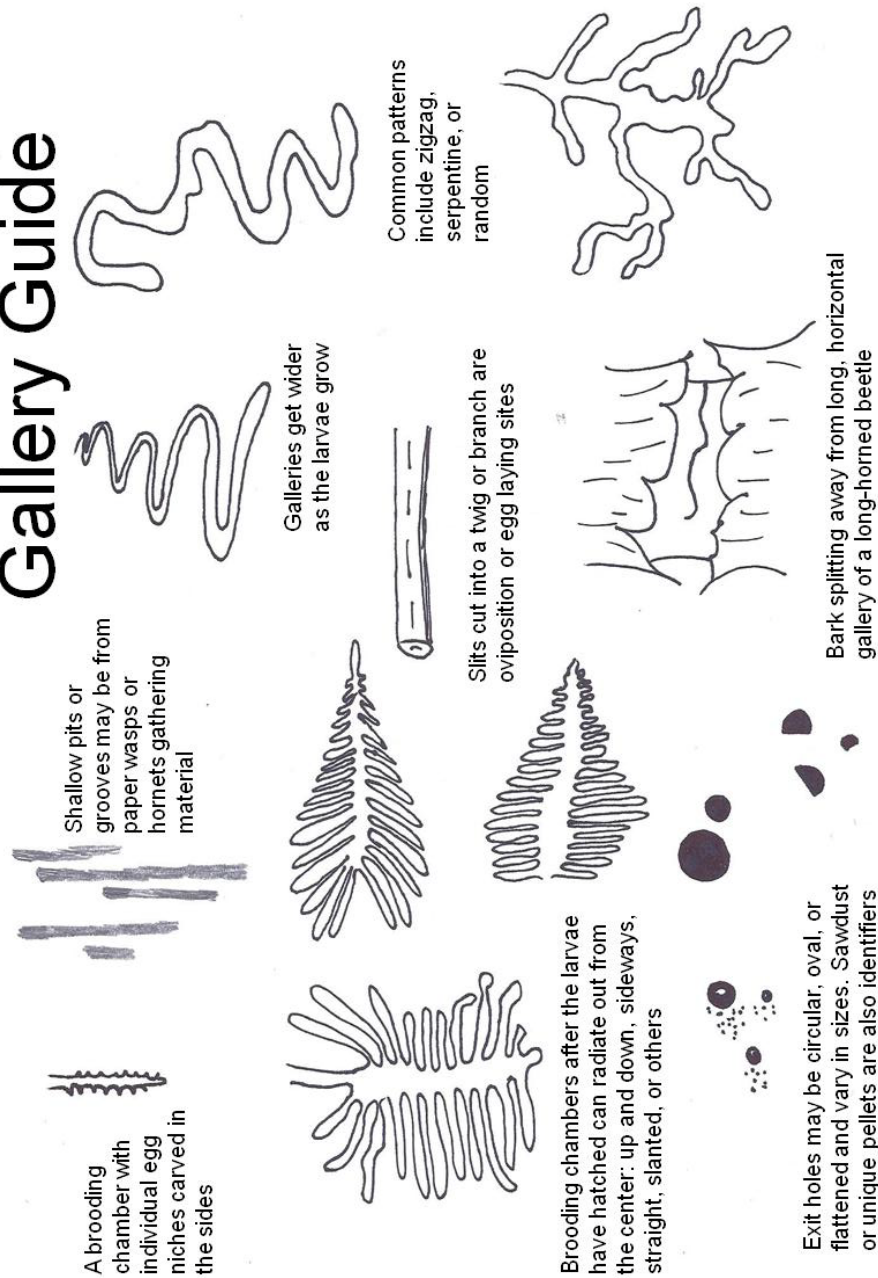 Gallery Guide
A brooding
chamber with
individual egg
niches carved in
the sides
Shallow pits or
grooves may be from
paper wasps or
hornets gathering
material
Galleries get wider
as the larvae grow
Common patterns
include zigzag,
serpentine, or
random
Brooding chambers after the larvae
have hatched can radiate out from
the center: up and down, sideways,
straight, slanted, or others
Slits cut into a twig or branch are
oviposition or egg laying sites
Exit holes may be circular, oval, or
flattened and vary in sizes. Sawdust
or unique pellets are also identifiers
Bark splitting away from long, horizontal
gallery of a long-horned beetle